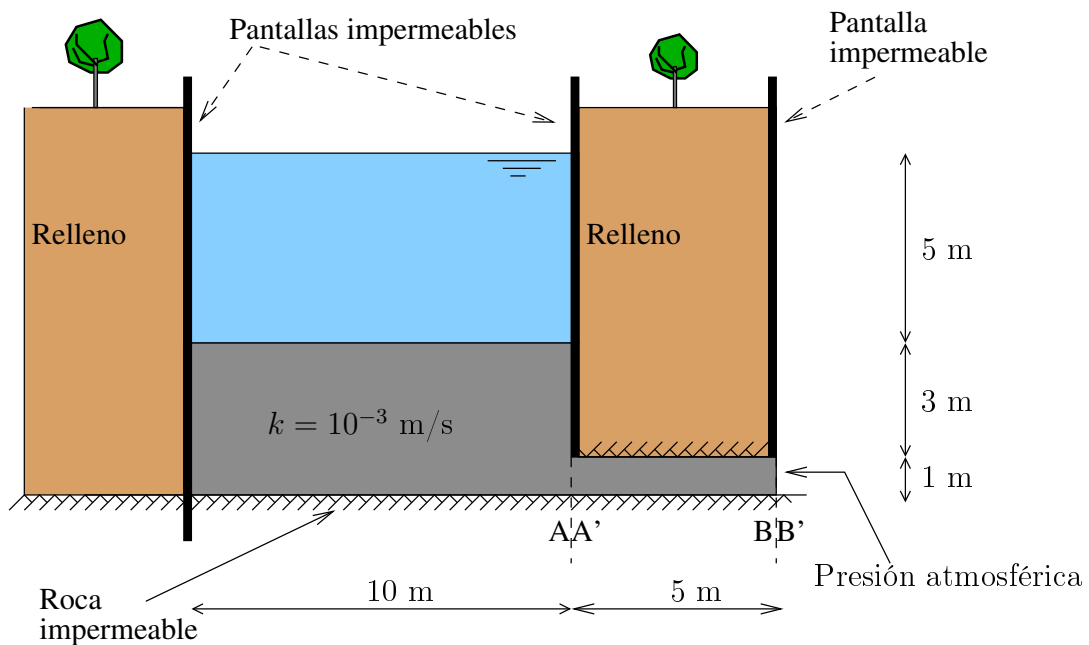 Pantallas impermeables
Pantalla
impermeable
Relleno
Relleno
5 m
3 m
k = 10⁻³ m/s
1 m
AA'
BB'
Presión atmosférica
10 m
5 m
Roca
impermeable